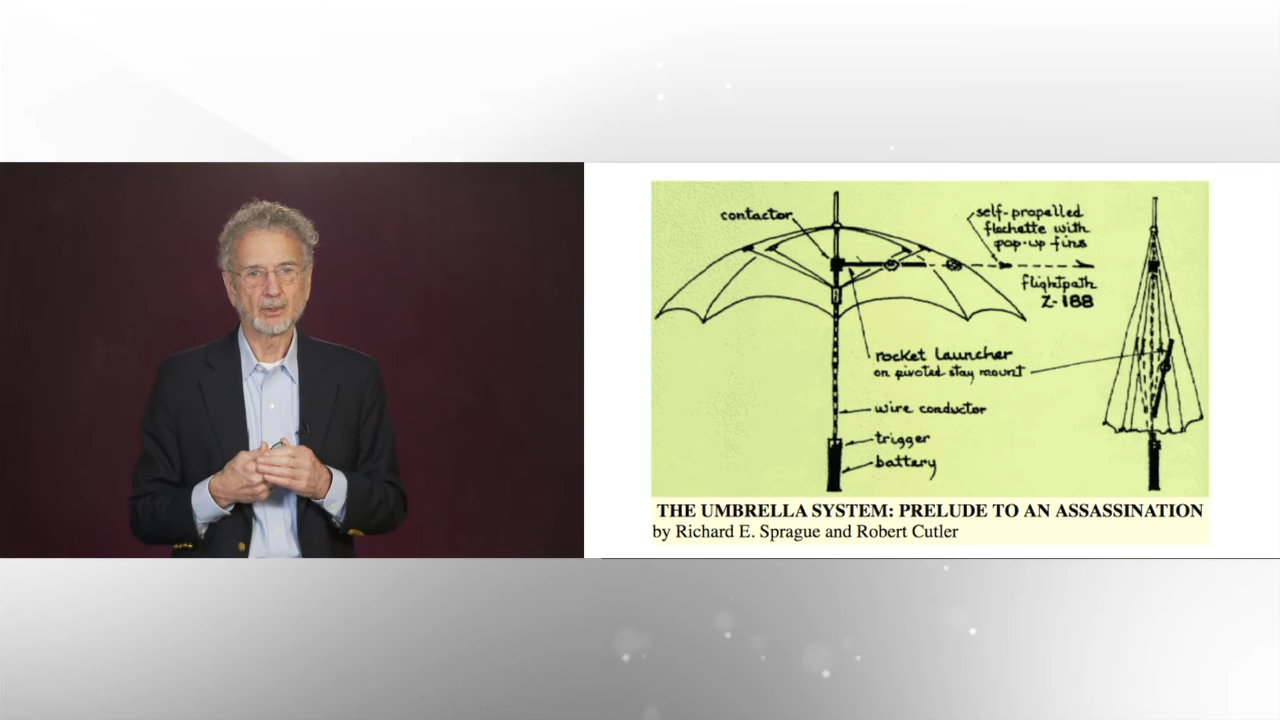 contactor
self-propelled
flechette with
pop-up fins
flightpath
Z-188
rocket launcher
on pivoted stay mount
wire conductor
trigger
battery
THE UMBRELLA SYSTEM: PRELUDE TO AN ASSASSINATION
by Richard E. Sprague and Robert Cutler